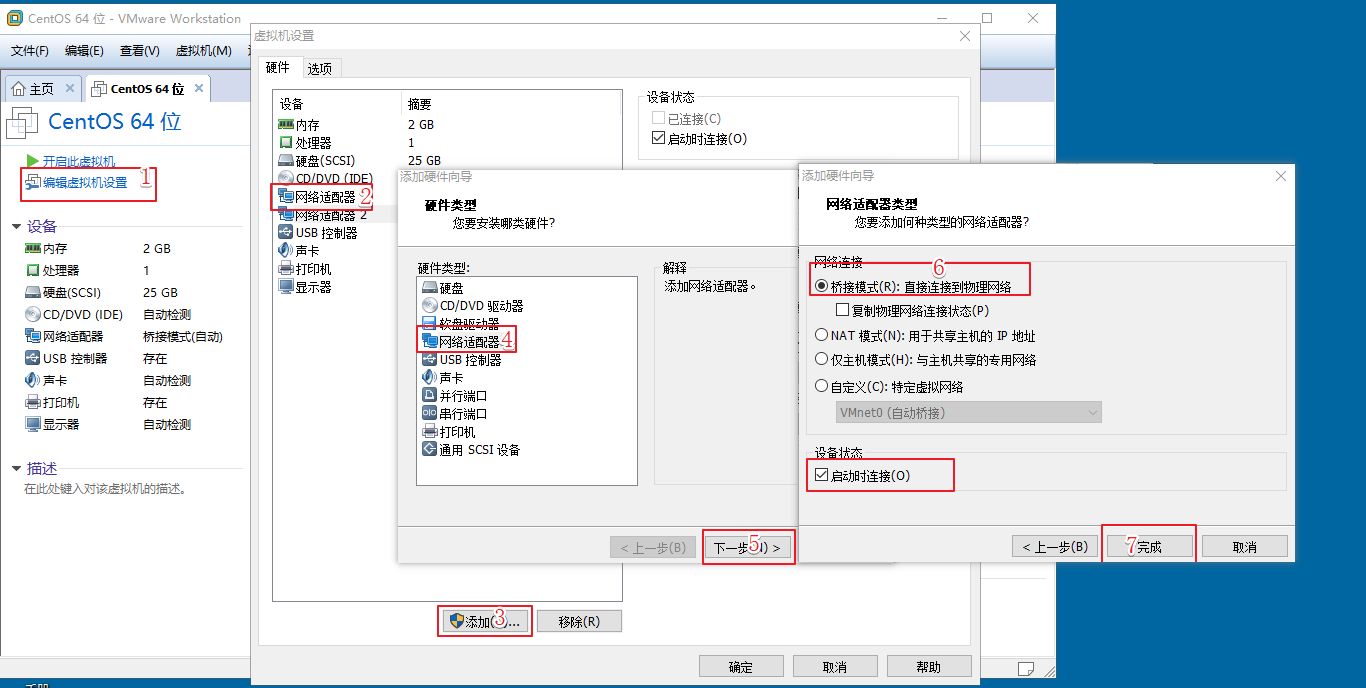 CentOS 64 位 - VMware Workstation
文件(F) 编辑(E) 查看(V) 虚拟机(M)
主页 CentOS 64 位
CentOS 64 位
开启此虚拟机
编辑虚拟机设置 1
设备
内存 2 GB
处理器 1
硬盘(SCSI) 25 GB
CD/DVD (IDE) 自动检测
网络适配器 桥接模式(自动)
USB 控制器 存在
声卡 自动检测
打印机 存在
显示器 自动检测
描述
在此处键入对该虚拟机的描述。
虚拟机设置
硬件 选项
设备 摘要
内存 2 GB
处理器 1
硬盘(SCSI) 25 GB
CD/DVD (IDE)
网络适配器 2
网络适配器 2
USB 控制器
声卡
打印机
显示器
3 添加 ...
移除(R)
设备状态
已连接(C)
启动时连接(O)
确定 取消 帮助
添加硬件向导
硬件类型
您要安装哪类硬件?
硬件类型:
硬盘
CD/DVD 驱动器
软盘驱动器
网络适配器 4
USB 控制器
声卡
并行端口
串行端口
打印机
通用 SCSI 设备
解释
添加网络适配器。
< 上一步(B) 下一步 5 >
添加硬件向导
网络适配器类型
您要添加何种类型的网络适配器?
网络连接
6
桥接模式(R): 直接连接到物理网络
复制物理网络连接状态(P)
NAT 模式(N): 用于共享主机的 IP 地址
仅主机模式(H): 与主机共享的专用网络
自定义(C): 特定虚拟网络
VMnet0 (自动桥接)
设备状态
启动时连接(O)
< 上一步(B) 7 完成 取消